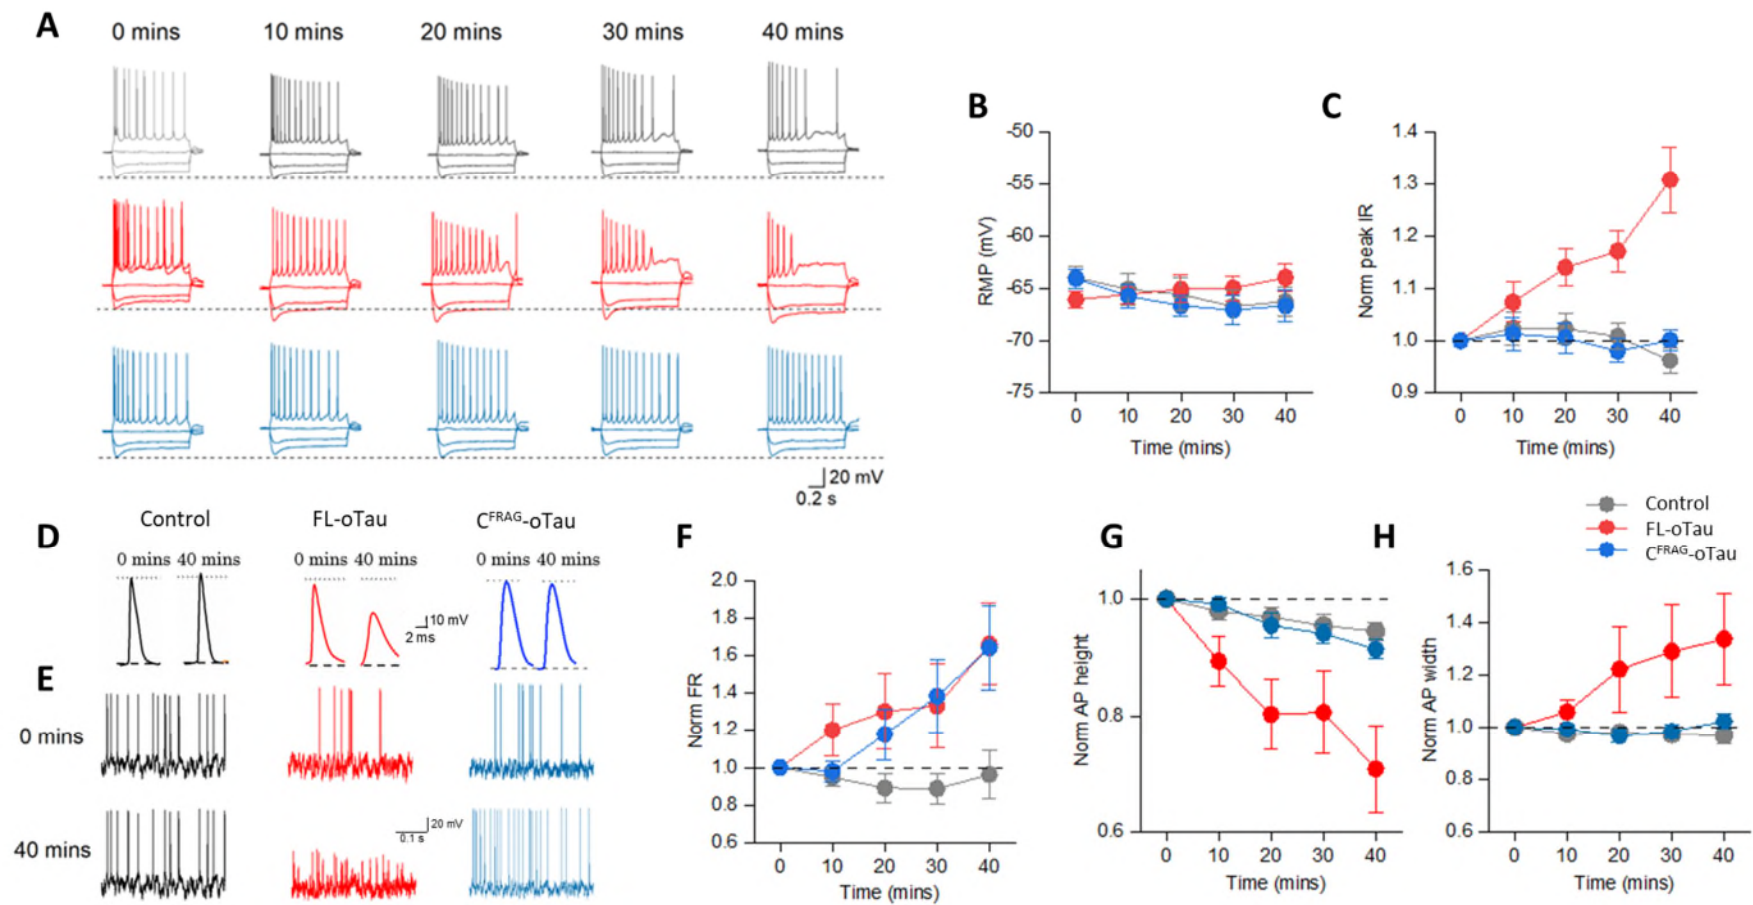 A
0 mins 10 mins 20 mins 30 mins 40 mins
20 mV
0.2 s
B
-50
-55
-60
-65
-70
-75
RMP (mV)
0 10 20 30 40
Time (mins)
C
1.4
1.3
1.2
1.1
1.0
0.9
Norm peak IR
0 10 20 30 40
Time (mins)
D
Control FL-oTau Cᶠᴿᴬᴳ-oTau
0 mins 40 mins 0 mins 40 mins 0 mins 40 mins
10 mV
2 ms
E
0 mins
40 mins
20 mV
0.1 s
F
2.0
1.8
1.6
1.4
1.2
1.0
0.8
0.6
Norm FR
0 10 20 30 40
Time (mins)
G
1.0
0.8
0.6
Norm AP height
0 10 20 30 40
Time (mins)
Control
FL-oTau
Cᶠᴿᴬᴳ-oTau
H
1.6
1.4
1.2
1.0
0.8
0.6
Norm AP width
0 10 20 30 40
Time (mins)